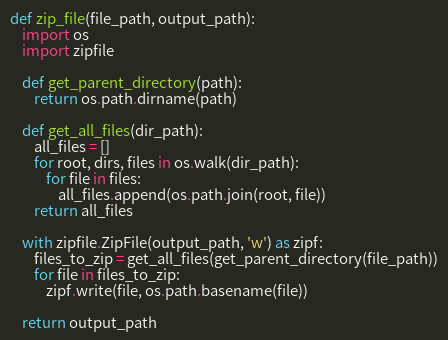 def zip_file(file_path, output_path):
    import os
    import zipfile

    def get_parent_directory(path):
        return os.path.dirname(path)

    def get_all_files(dir_path):
        all_files = []
        for root, dirs, files in os.walk(dir_path):
            for file in files:
                all_files.append(os.path.join(root, file))
        return all_files

    with zipfile.ZipFile(output_path, 'w') as zipf:
        files_to_zip = get_all_files(get_parent_directory(file_path))
        for file in files_to_zip:
            zipf.write(file, os.path.basename(file))

    return output_path